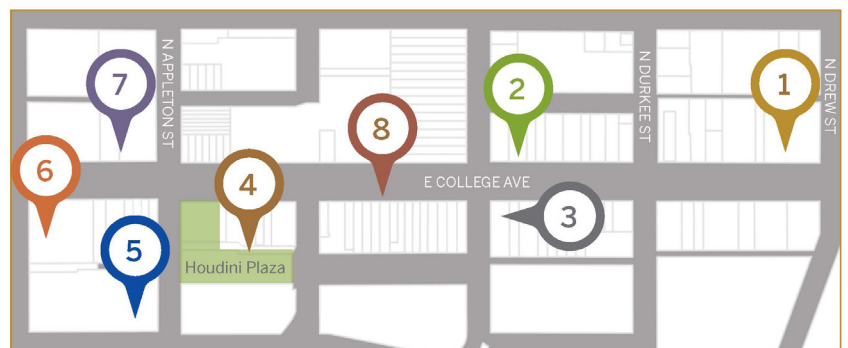 N APPLETON ST
N DURKEE ST
N DREW ST
7
2
1
8
6
4
E COLLEGE AVE
3
5
Houdini Plaza